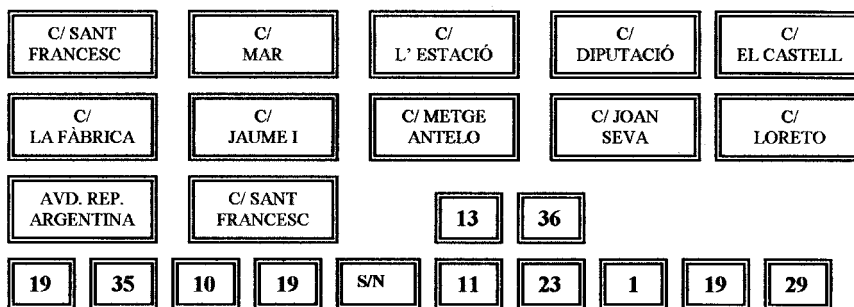 C/ SANT
FRANCESC
C/
MAR
C/
L' ESTACIÓ
C/
DIPUTACIÓ
C/
EL CASTELL
C/
LA FÀBRICA
C/
JAUME I
C/ METGE
ANTELO
C/ JOAN
SEVA
C/
LORETO
AVD. REP.
ARGENTINA
C/ SANT
FRANCESC
13
36
19
35
10
19
S/N
11
23
1
19
29